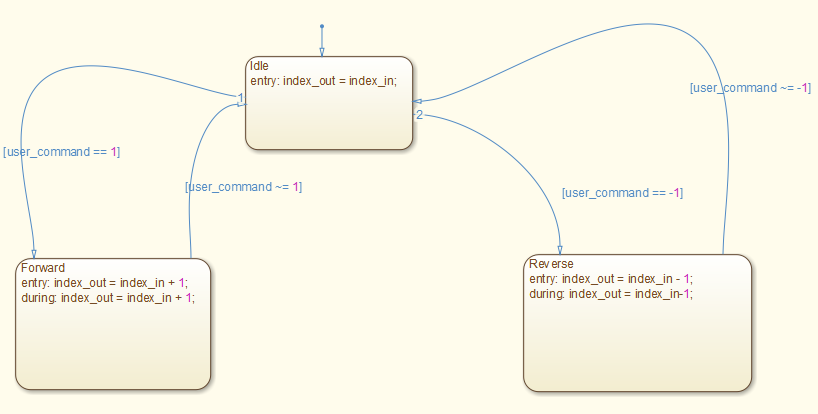 Idle
entry: index_out = index_in;
1
2
[user_command ~= -1]
[user_command == 1]
[user_command ~= 1]
[user_command == -1]
Forward
entry: index_out = index_in + 1;
during: index_out = index_in + 1;
Reverse
entry: index_out = index_in - 1;
during: index_out = index_in-1;